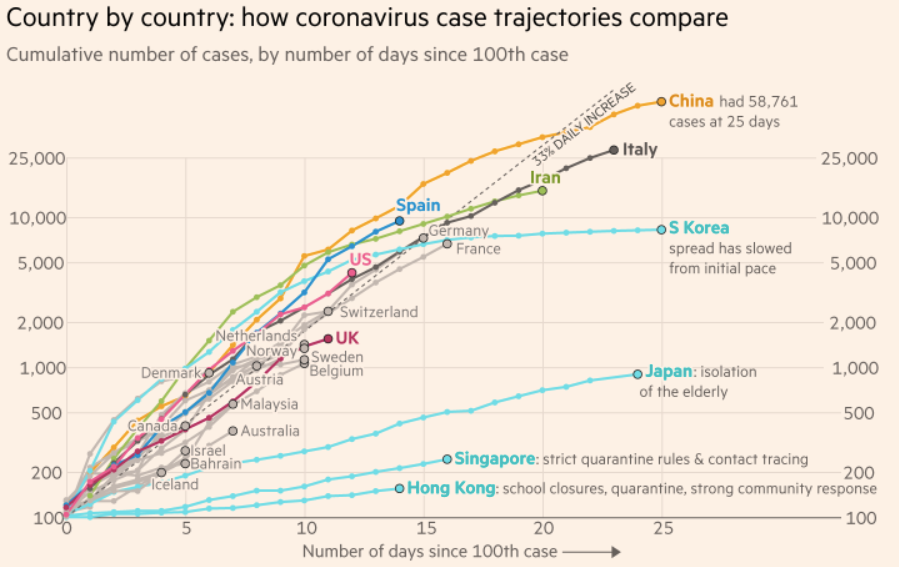 Country by country: how coronavirus case trajectories compare
Cumulative number of cases, by number of days since 100th case
33% DAILY INCREASE
China had 58,761
cases at 25 days
Italy
25,000
25,000
Iran
Spain
10,000
10,000
S Korea
Germany
France
spread has slowed
from initial pace
US
5,000
5,000
Switzerland
2,000
2,000
Netherlands
UK
Norway
Sweden
Denmark
Belgium
1,000
1,000
Japan: isolation
of the elderly
Austria
Malaysia
500
500
Canada
Australia
Israel
Singapore: strict quarantine rules & contact tracing
Bahrain
200
200
Iceland
Hong Kong: school closures, quarantine, strong community response
100
100
0 5 10 15 20 25
Number of days since 100th case